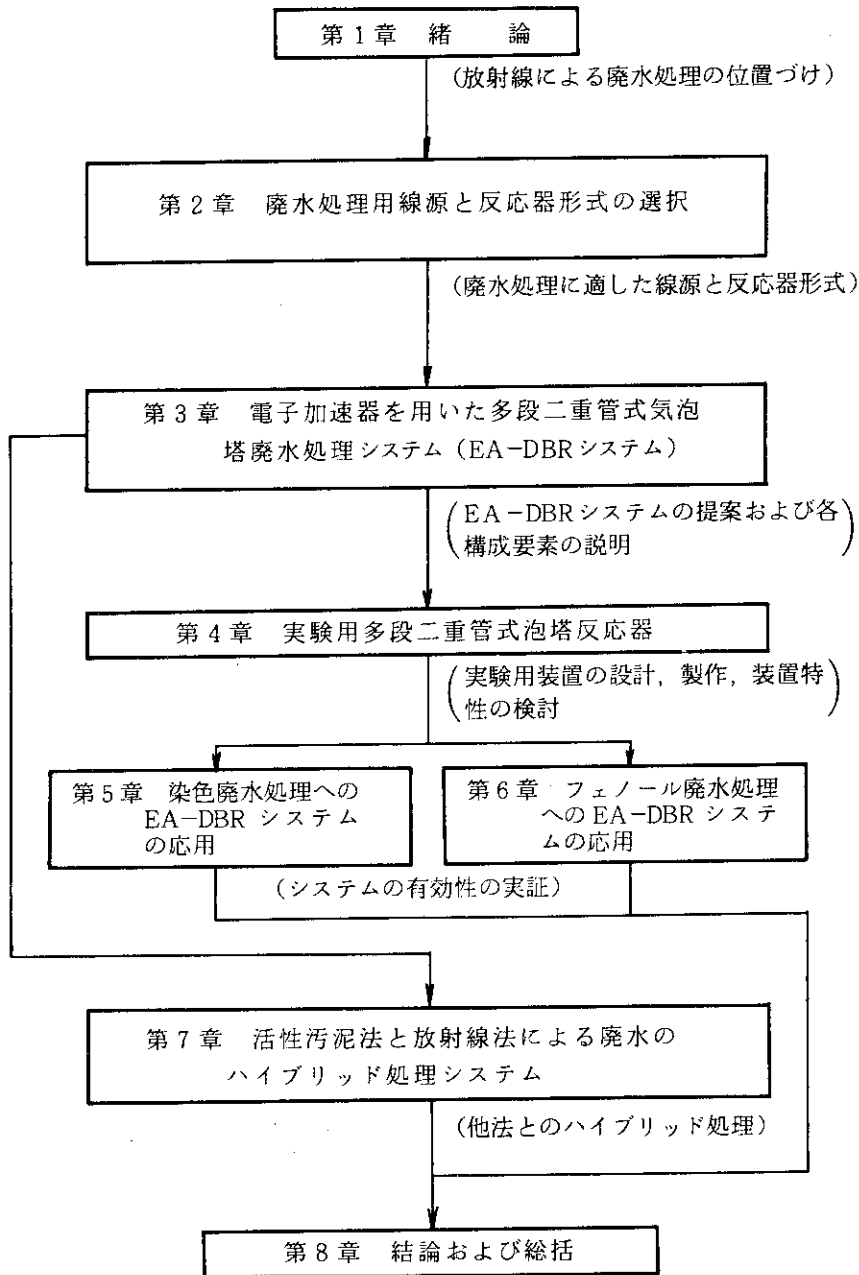 第1章 緒 論
(放射線による廃水処理の位置づけ)
第2章 廃水処理用線源と反応器形式の選択
(廃水処理に適した線源と反応器形式)
第3章 電子加速器を用いた多段二重管式気泡
塔廃水処理システム(EA-DBRシステム)
(EA-DBRシステムの提案および各
構成要素の説明)
第4章 実験用多段二重管式泡塔反応器
(実験用装置の設計,製作,装置特
性の検討)
第5章 染色廃水処理への
EA-DBR システム
の応用
第6章 フェノール廃水処理
へのEA-DBR システ
ムの応用
(システムの有効性の実証)
第7章 活性汚泥法と放射線法による廃水の
ハイブリッド処理システム
(他法とのハイブリッド処理)
第8章 結論および総括